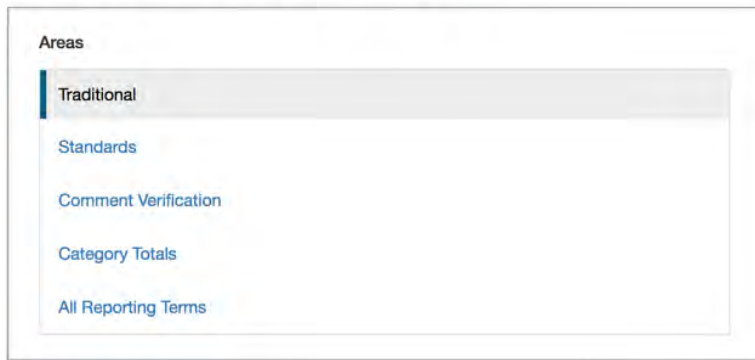 Areas
Traditional
Standards
Comment Verification
Category Totals
All Reporting Terms